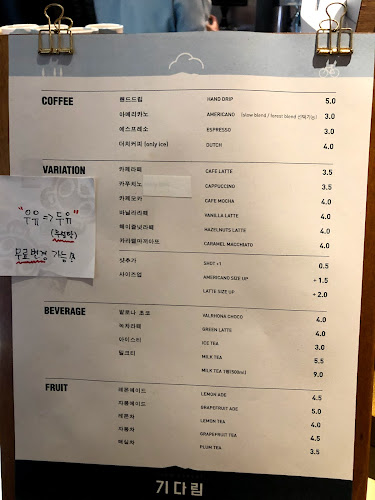 COFFEE
핸드드립 HAND DRIP 5.0
아메리카노 AMERICANO (slow blend / forest blend 선택가능) 3.0
에스프레소 ESPRESSO 3.0
더치커피 (only ice) DUTCH 4.0
VARIATION
카페라떼 CAFE LATTE 3.5
카푸치노 CAPPUCCINO 3.5
카페모카 CAFE MOCHA 4.0
바닐라라떼 VANILLA LATTE 4.0
헤이즐넛라떼 HAZELNUTS LATTE 4.0
카라멜마끼아또 CARAMEL MACCHIATO 4.0
샷추가 SHOT +1 0.5
사이즈업 AMERICANO SIZE UP + 1.5
LATTE SIZE UP + 2.0
"우유 => 두유"
무료변경 가능!
BEVERAGE
발로나 초코 VALRHONA CHOCO 4.0
녹차라떼 GREEN LATTE 4.0
아이스티 ICE TEA 3.0
밀크티 MILK TEA 5.5
MILK TEA 1병(500ml) 9.0
FRUIT
레몬에이드 LEMON ADE 4.5
자몽에이드 GRAPEFRUIT ADE 5.0
레몬차 LEMON TEA 4.0
자몽차 GRAPEFRUIT TEA 4.5
매실차 PLUM TEA 3.5
기다림